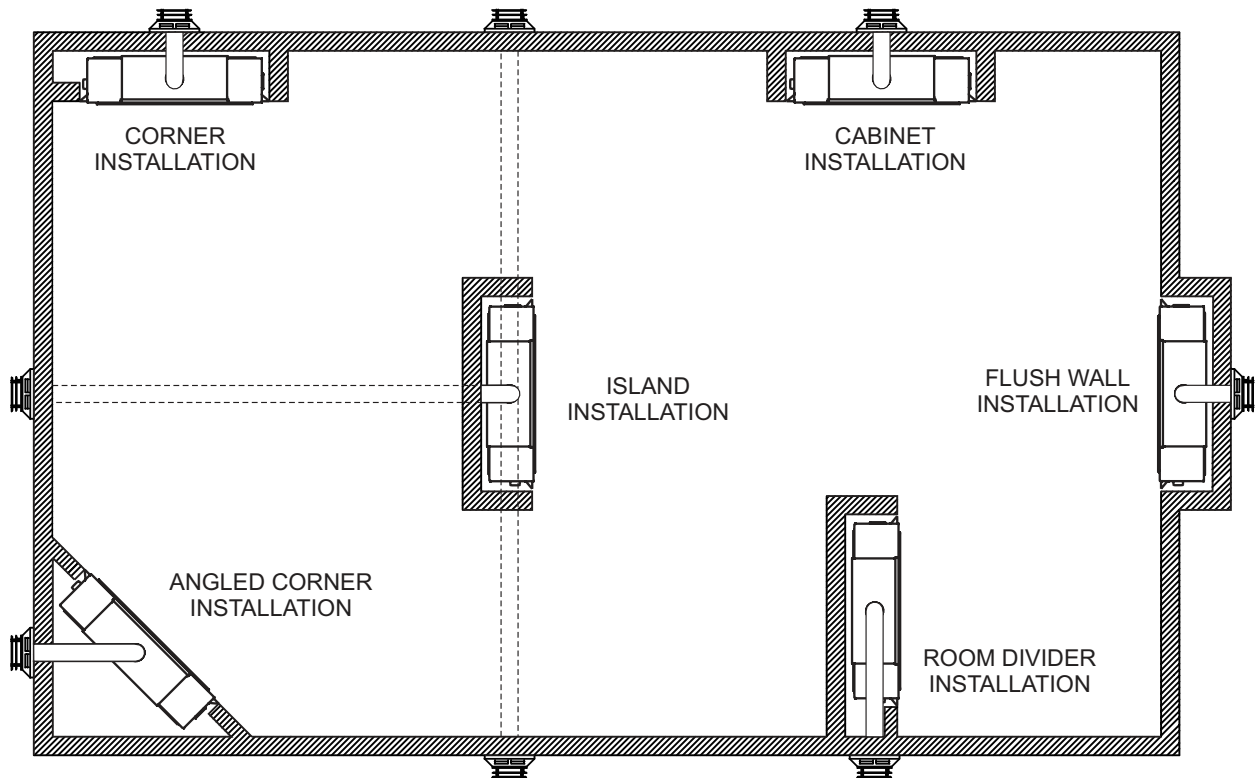 CORNER
INSTALLATION
CABINET
INSTALLATION
ISLAND
INSTALLATION
FLUSH WALL
INSTALLATION
ANGLED CORNER
INSTALLATION
ROOM DIVIDER
INSTALLATION